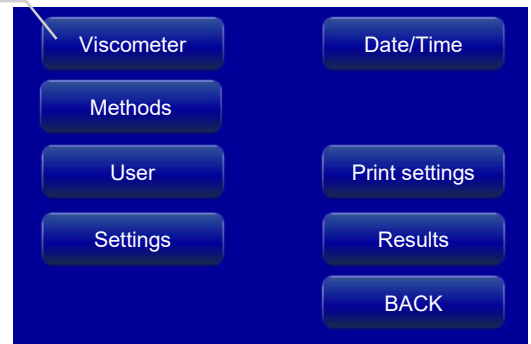 Viscometer
Date/Time
Methods
User
Print settings
Settings
Results
BACK